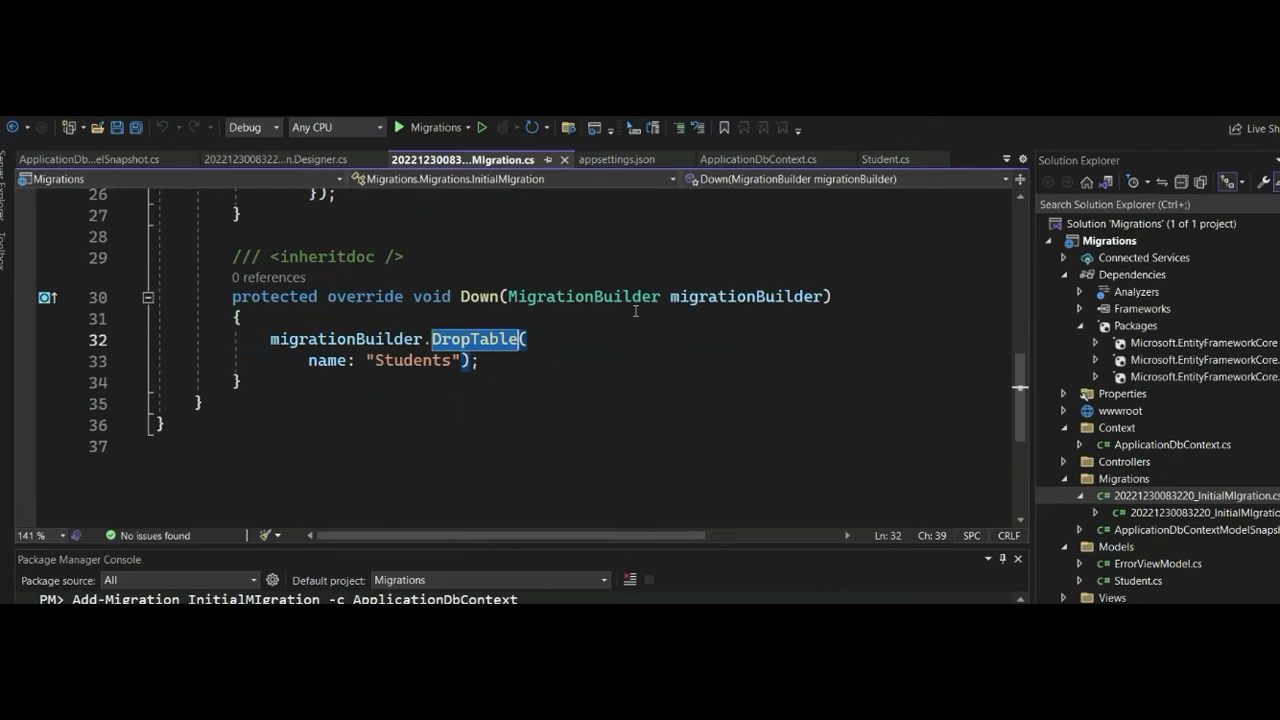 Debug Any CPU Migrations Live Sh
ApplicationDb...elSnapshot.cs 2022123008322...n.Designer.cs 20221230083...MIgration.cs appsettings.json ApplicationDbContext.cs Student.cs
Migrations Migrations.Migrations.InitialMIgration Down(MigrationBuilder migrationBuilder)
26 });
27 }
28
29 /// <inheritdoc />
0 references
30 protected override void Down(MigrationBuilder migrationBuilder)
31 {
32 migrationBuilder.DropTable(
33 name: "Students");
34 }
35 }
36 }
37
141 % No issues found Ln: 32 Ch: 39 SPC CRLF
Package Manager Console
Package source: All Default project: Migrations
PM> Add-Migration InitialMIgration -c ApplicationDbContext
Server Explorer
Toolbox
Solution Explorer
Search Solution Explorer (Ctrl+;)
Solution 'Migrations' (1 of 1 project)
Migrations
Connected Services
Dependencies
Analyzers
Frameworks
Packages
Microsoft.EntityFrameworkCore
Microsoft.EntityFrameworkCore.
Microsoft.EntityFrameworkCore.
Properties
wwwroot
Context
ApplicationDbContext.cs
Controllers
Migrations
20221230083220_InitialMIgration.cs
20221230083220_InitialMIgratio
ApplicationDbContextModelSnaps
Models
ErrorViewModel.cs
Student.cs
Views